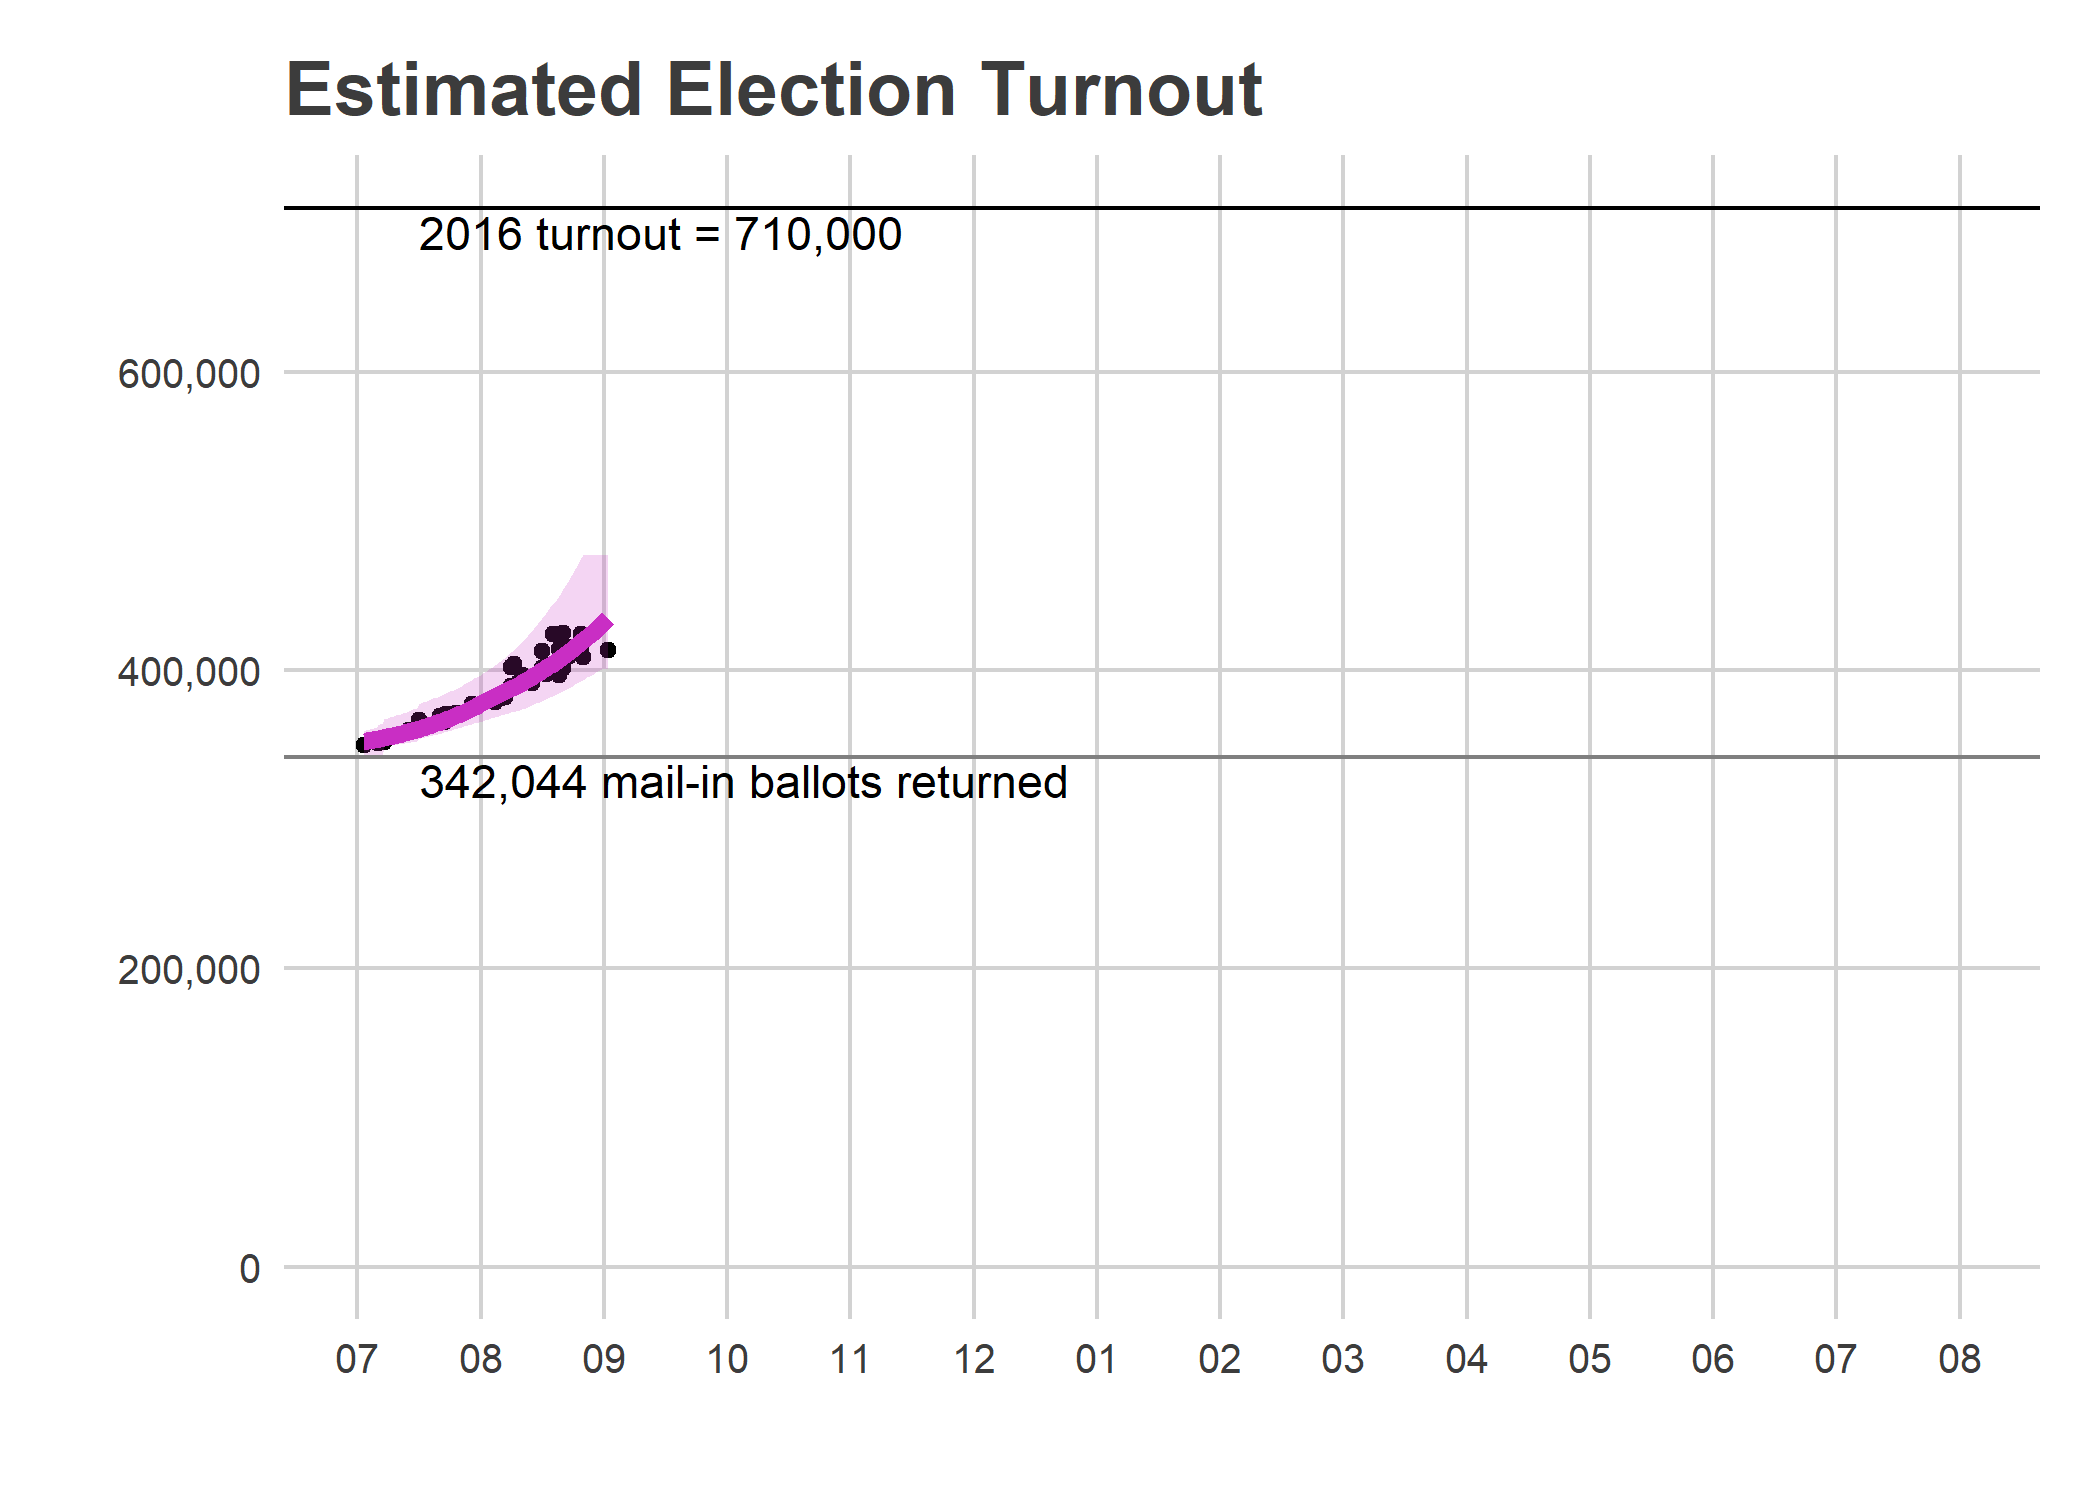 Estimated Election Turnout
2016 turnout = 710,000
600,000
400,000
342,044 mail-in ballots returned
200,000
0
07 08 09 10 11 12 01 02 03 04 05 06 07 08